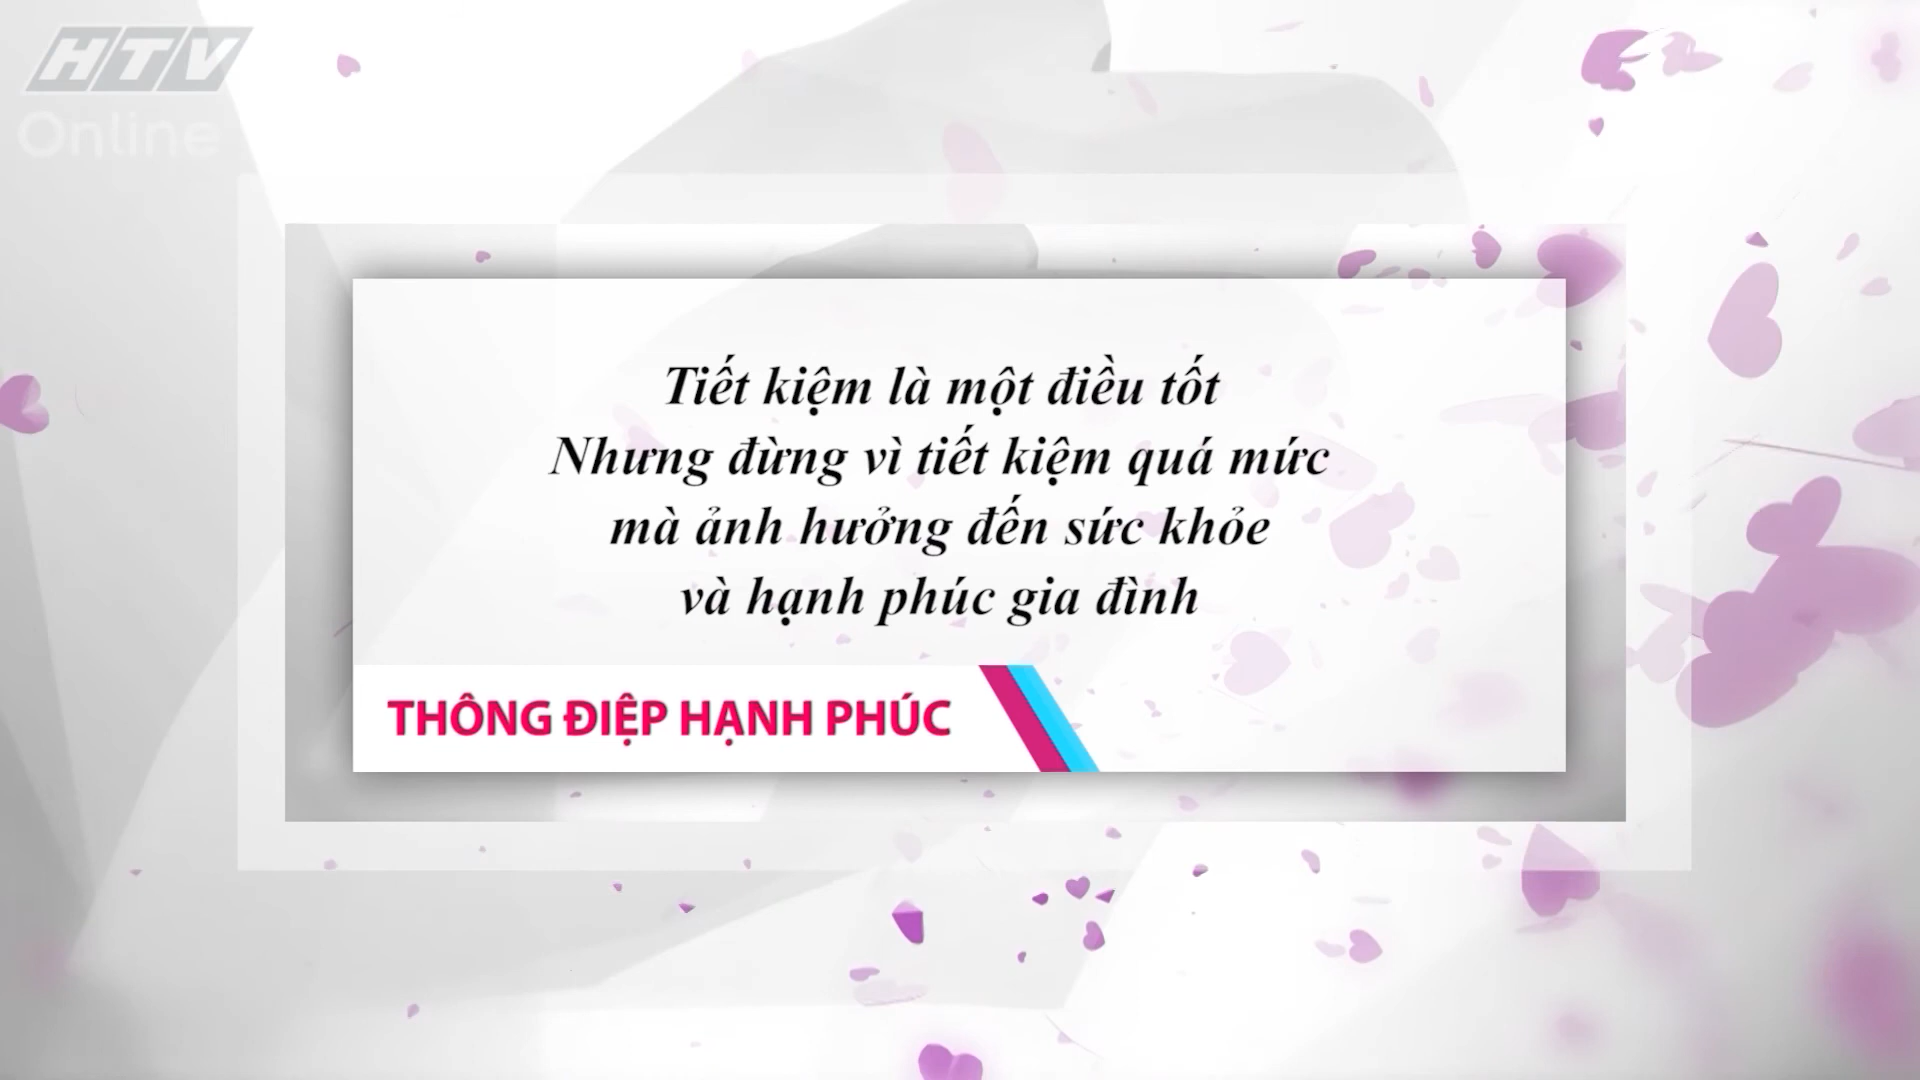 HTV
Online
Tiết kiệm là một điều tốt
Nhưng đừng vì tiết kiệm quá mức
mà ảnh hưởng đến sức khỏe
và hạnh phúc gia đình
THÔNG ĐIỆP HẠNH PHÚC